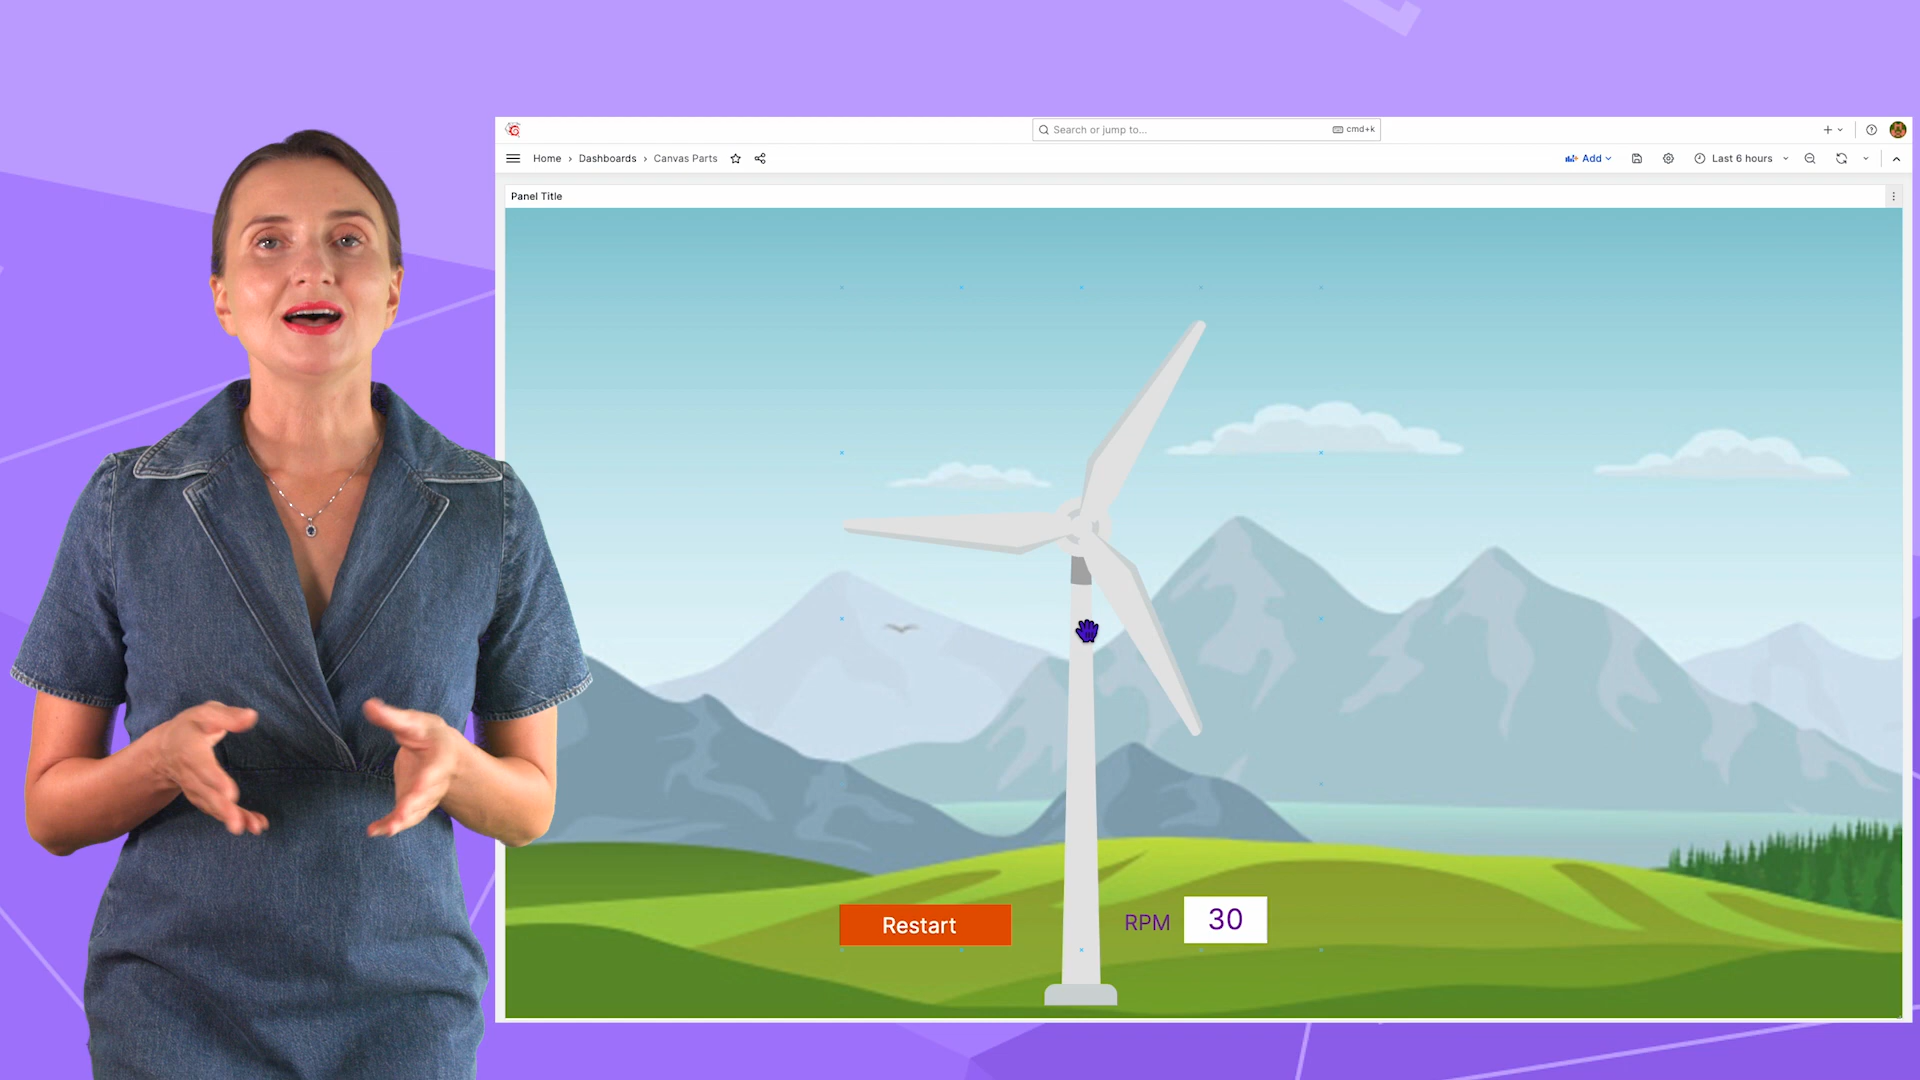 Search or jump to... cmd+k
Home › Dashboards › Canvas Parts
Add
Last 6 hours
Panel Title
Restart
RPM 30